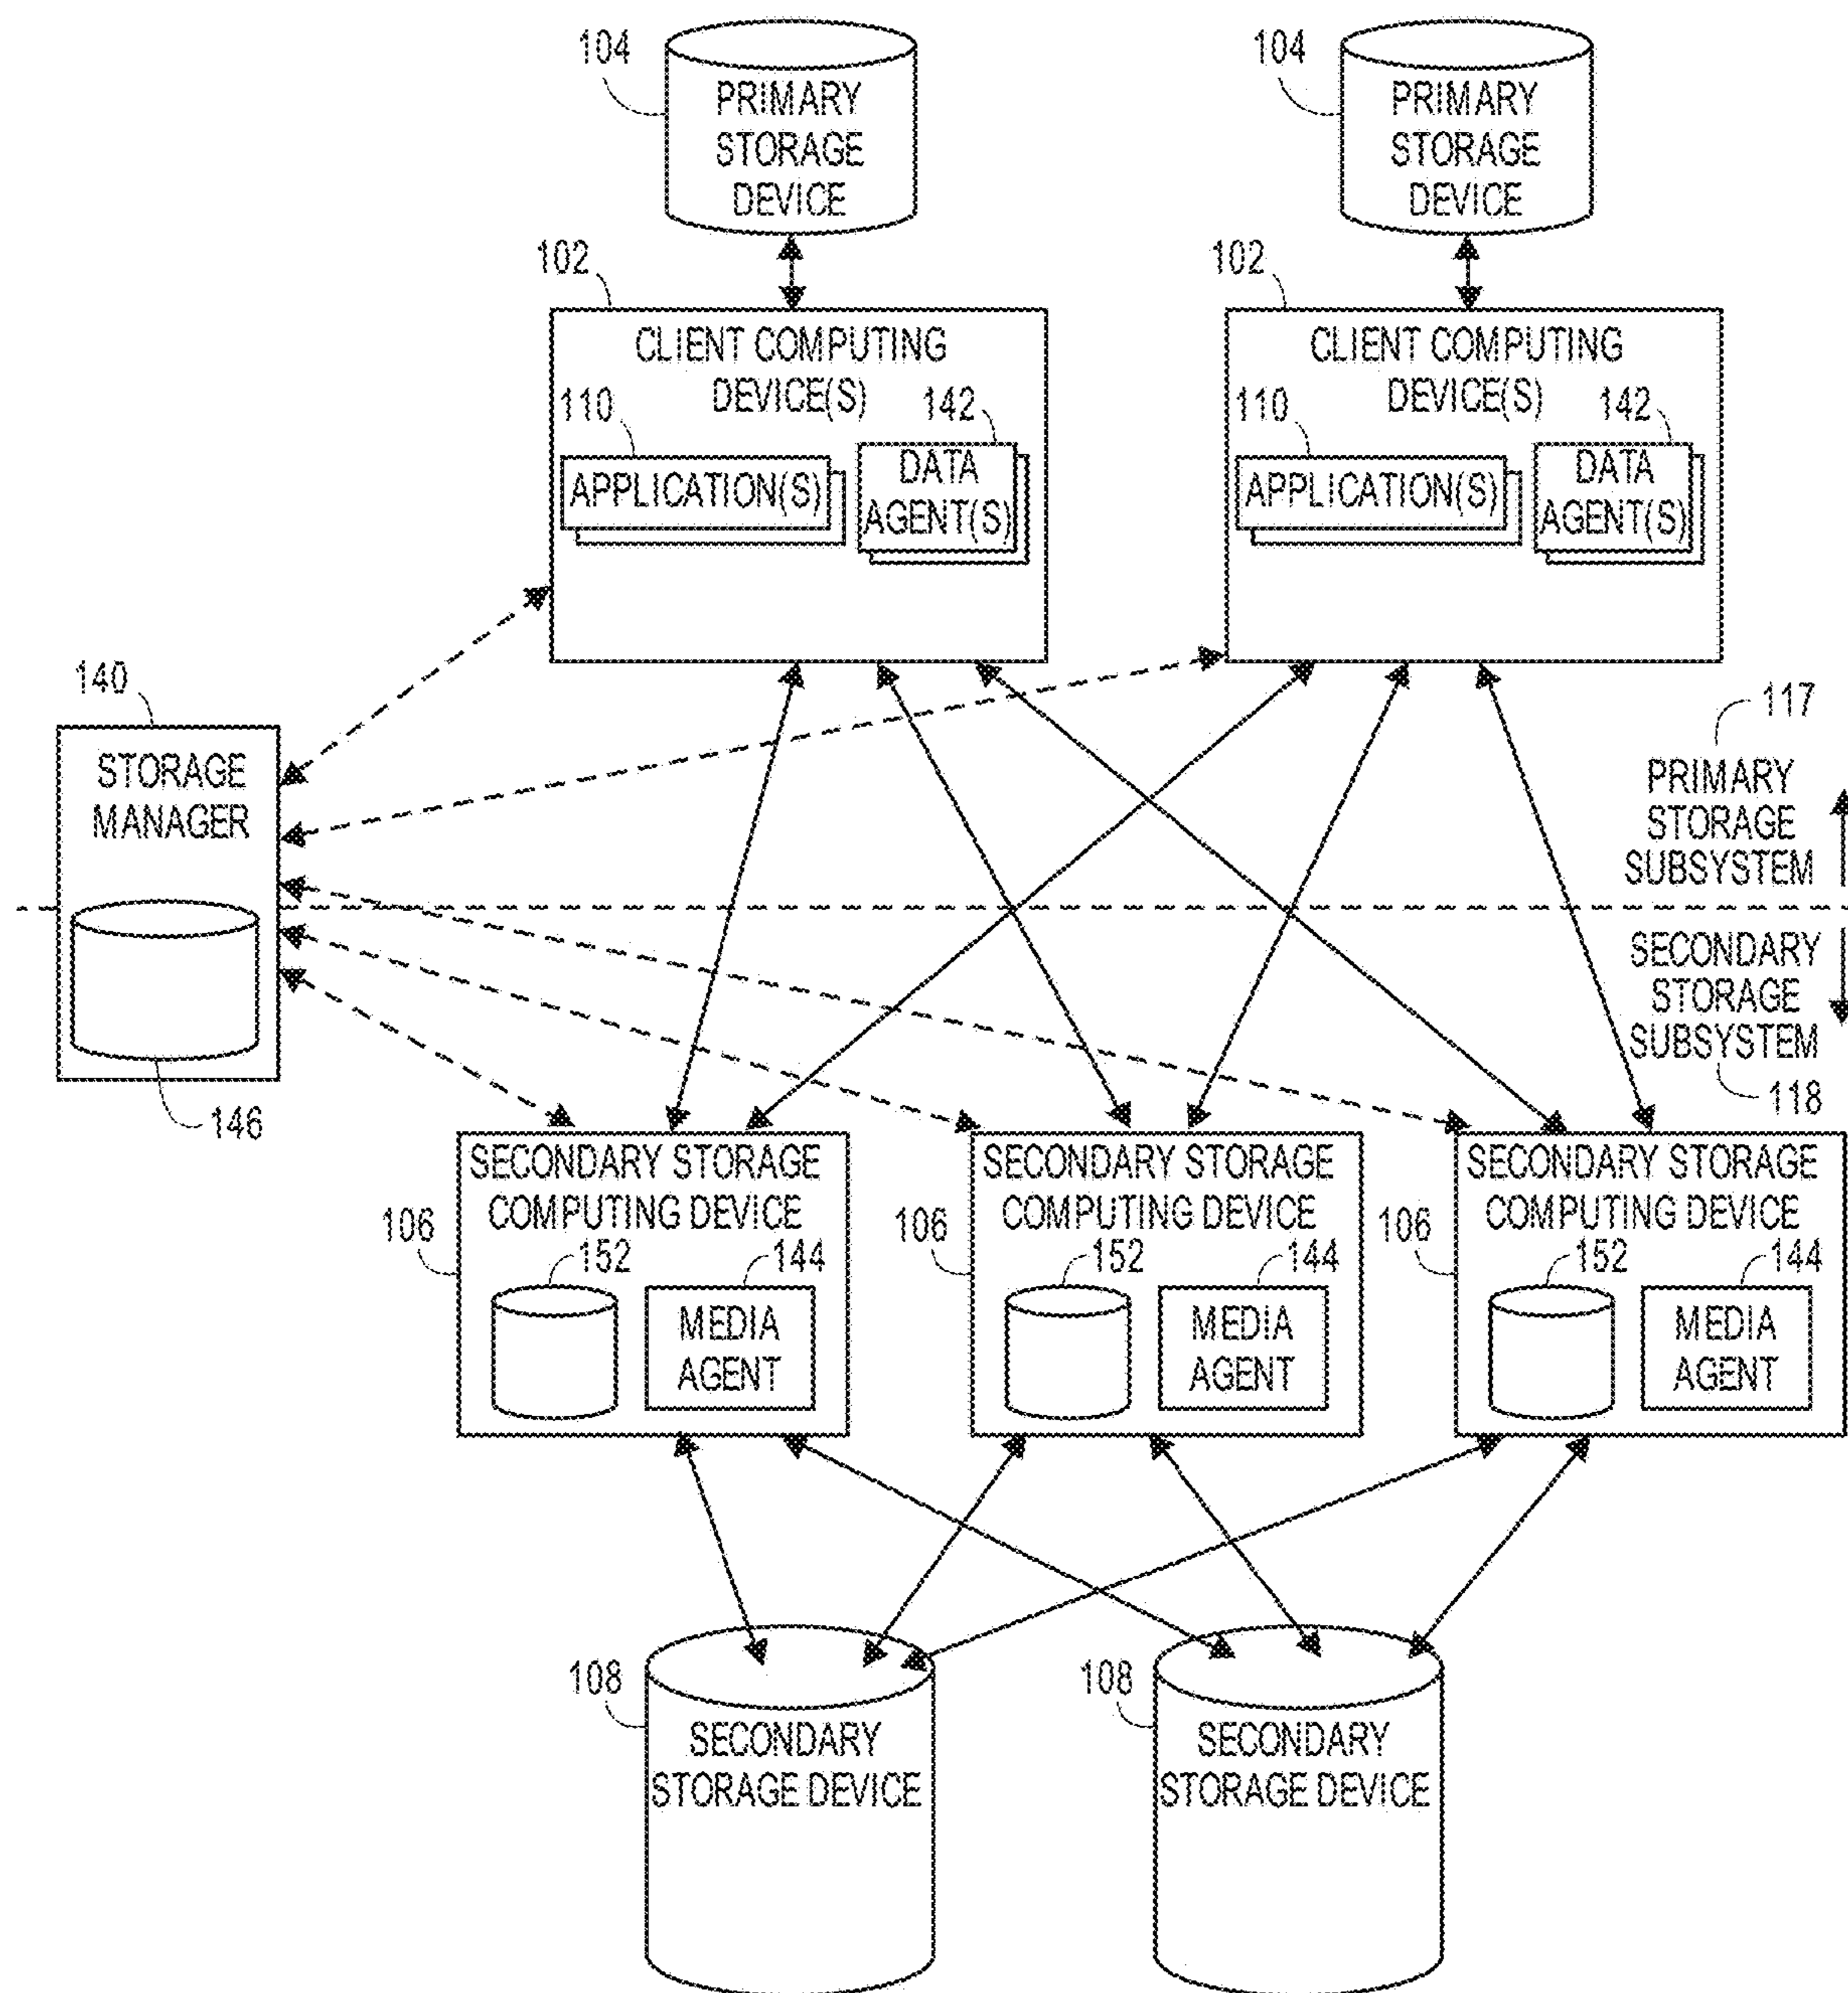 104
PRIMARY
STORAGE
DEVICE
104
PRIMARY
STORAGE
DEVICE
102
CLIENT COMPUTING
DEVICE(S)
110
142
APPLICATION(S)
DATA
AGENT(S)
102
CLIENT COMPUTING
DEVICE(S)
110
142
APPLICATION(S)
DATA
AGENT(S)
140
STORAGE
MANAGER
146
117
PRIMARY
STORAGE
SUBSYSTEM
SECONDARY
STORAGE
SUBSYSTEM
118
106
SECONDARY STORAGE
COMPUTING DEVICE
152
144
MEDIA
AGENT
106
SECONDARY STORAGE
COMPUTING DEVICE
152
144
MEDIA
AGENT
106
SECONDARY STORAGE
COMPUTING DEVICE
152
144
MEDIA
AGENT
108
SECONDARY
STORAGE DEVICE
108
SECONDARY
STORAGE DEVICE